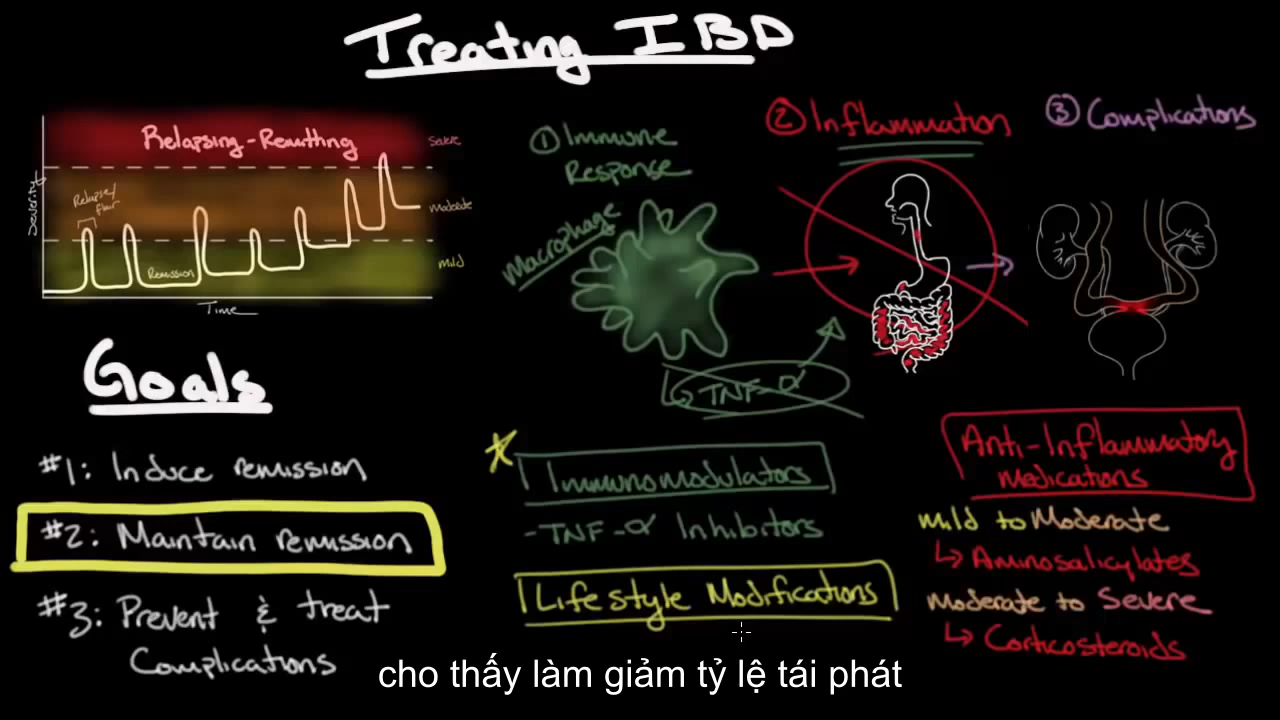 Treating IBD
Relapsing-Remitting
Severe
Moderate
Mild
Severity
Relapse/
flair
Remission
Time
① Immune
Response
Macrophage
TNF-α
② Inflammation
③ Complications
Goals
#1: Induce remission
#2: Maintain remission
#3: Prevent & treat
Complications
Immunomodulators
-TNF-α Inhibitors
Lifestyle Modifications
Anti-Inflammatory
medications
Mild to Moderate
↳ Aminosalicylates
Moderate to Severe
↳ Corticosteroids
cho thấy làm giảm tỷ lệ tái phát